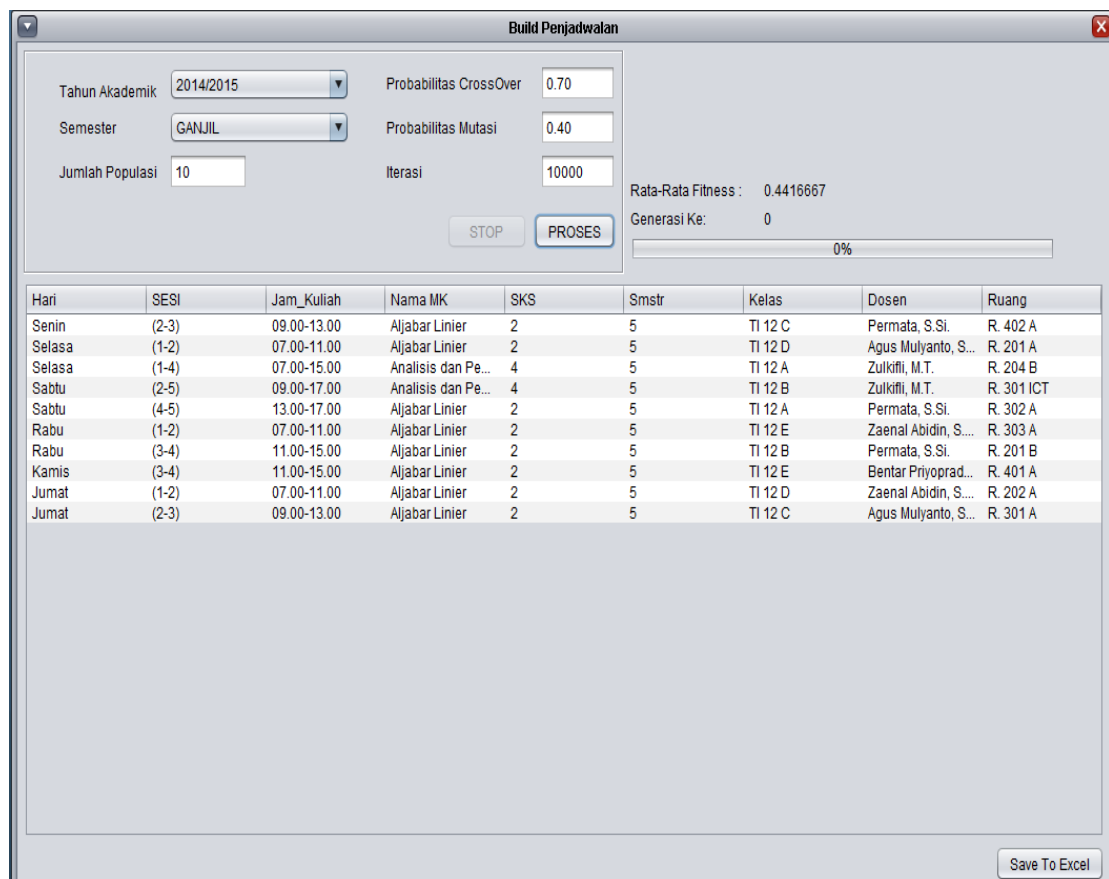 Build Penjadwalan
Tahun Akademik 2014/2015 Probabilitas CrossOver 0.70
Semester GANJIL Probabilitas Mutasi 0.40
Jumlah Populasi 10 Iterasi 10000
Rata-Rata Fitness : 0.4416667
STOP PROSES Generasi Ke: 0
0%
Hari SESI Jam_Kuliah Nama MK SKS Smstr Kelas Dosen Ruang
Senin (2-3) 09.00-13.00 Aljabar Linier 2 5 TI 12 C Permata, S.Si. R. 402 A
Selasa (1-2) 07.00-11.00 Aljabar Linier 2 5 TI 12 D Agus Mulyanto, S... R. 201 A
Selasa (1-4) 07.00-15.00 Analisis dan Pe... 4 5 TI 12 A Zulkifli, M.T. R. 204 B
Sabtu (2-5) 09.00-17.00 Analisis dan Pe... 4 5 TI 12 B Zulkifli, M.T. R. 301 ICT
Sabtu (4-5) 13.00-17.00 Aljabar Linier 2 5 TI 12 A Permata, S.Si. R. 302 A
Rabu (1-2) 07.00-11.00 Aljabar Linier 2 5 TI 12 E Zaenal Abidin, S.... R. 303 A
Rabu (3-4) 11.00-15.00 Aljabar Linier 2 5 TI 12 B Permata, S.Si. R. 201 B
Kamis (3-4) 11.00-15.00 Aljabar Linier 2 5 TI 12 E Bentar Priyoprad... R. 401 A
Jumat (1-2) 07.00-11.00 Aljabar Linier 2 5 TI 12 D Zaenal Abidin, S.... R. 202 A
Jumat (2-3) 09.00-13.00 Aljabar Linier 2 5 TI 12 C Agus Mulyanto, S... R. 301 A
Save To Excel